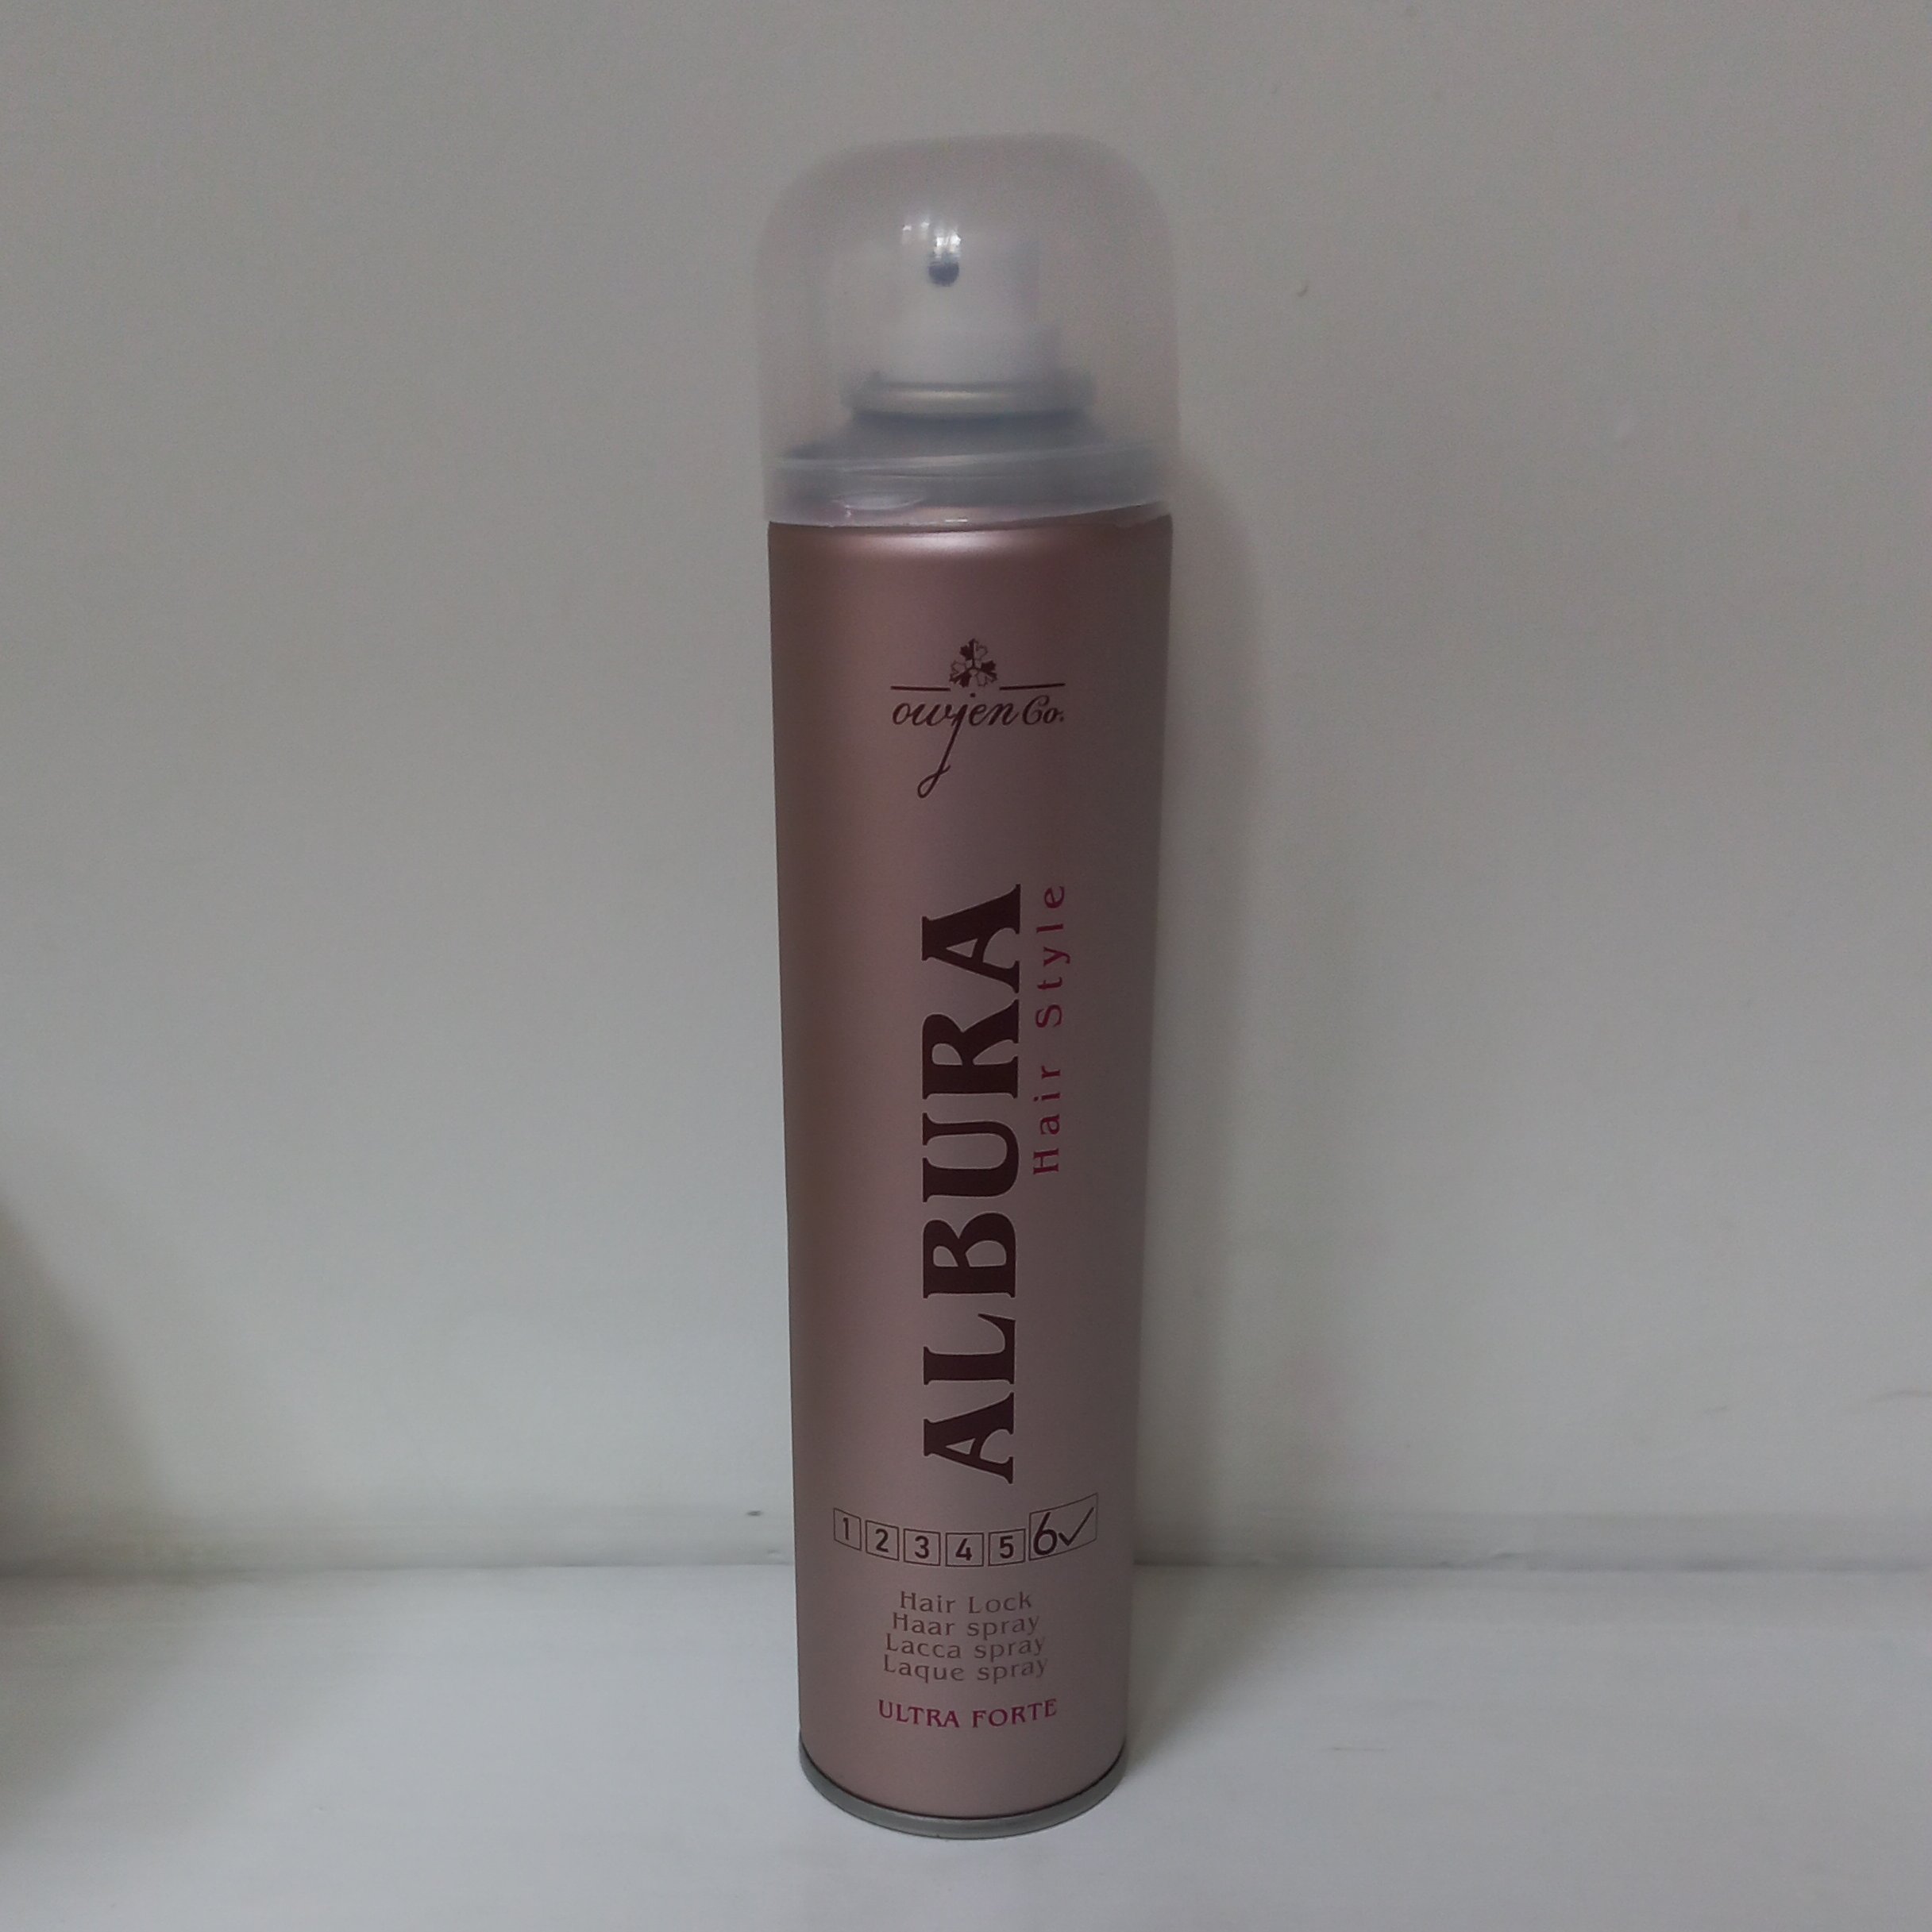 owjen Co.
ALBURA
Hair Style
1 2 3 4 5 6✓
Hair Lock
Haar spray
Lacca spray
Laque spray
ULTRA FORTE